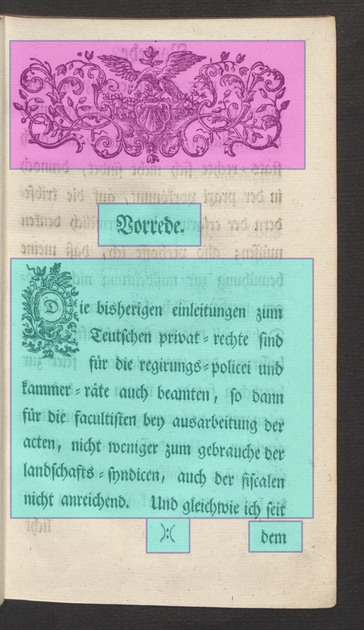 Vorrede.
Die bisherigen einleitungen zum
Teutschen privat-rechte sind
für die regirungs-policei und
kammer-räte auch beamten, so dann
für die facultisten bey ausarbeitung der
acten, nicht weniger zum gebrauche der
landschafts-syndicen, auch der fiscalen
nicht anreichend. Und gleichwie ich seit
):( dem